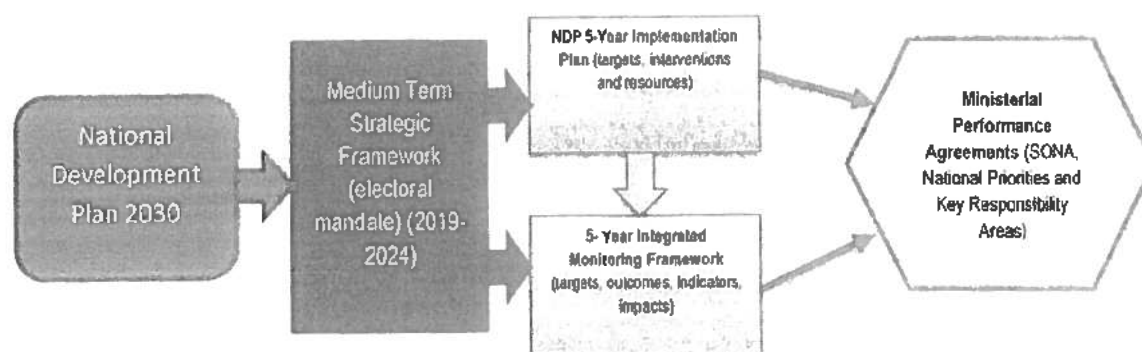 National
Development
Plan 2030
Medium Term
Strategic
Framework
(electoral
mandale) (2019-
2024)
NDP 5-Year Implementation
Plan (targets, interventions
and resources)
5- Year Integrated
Monitoring Framework
(targets, outcomes, indicators,
impacts)
Ministerial
Performance
Agreements (SONA,
National Priorities and
Key Responsibility
Areas)